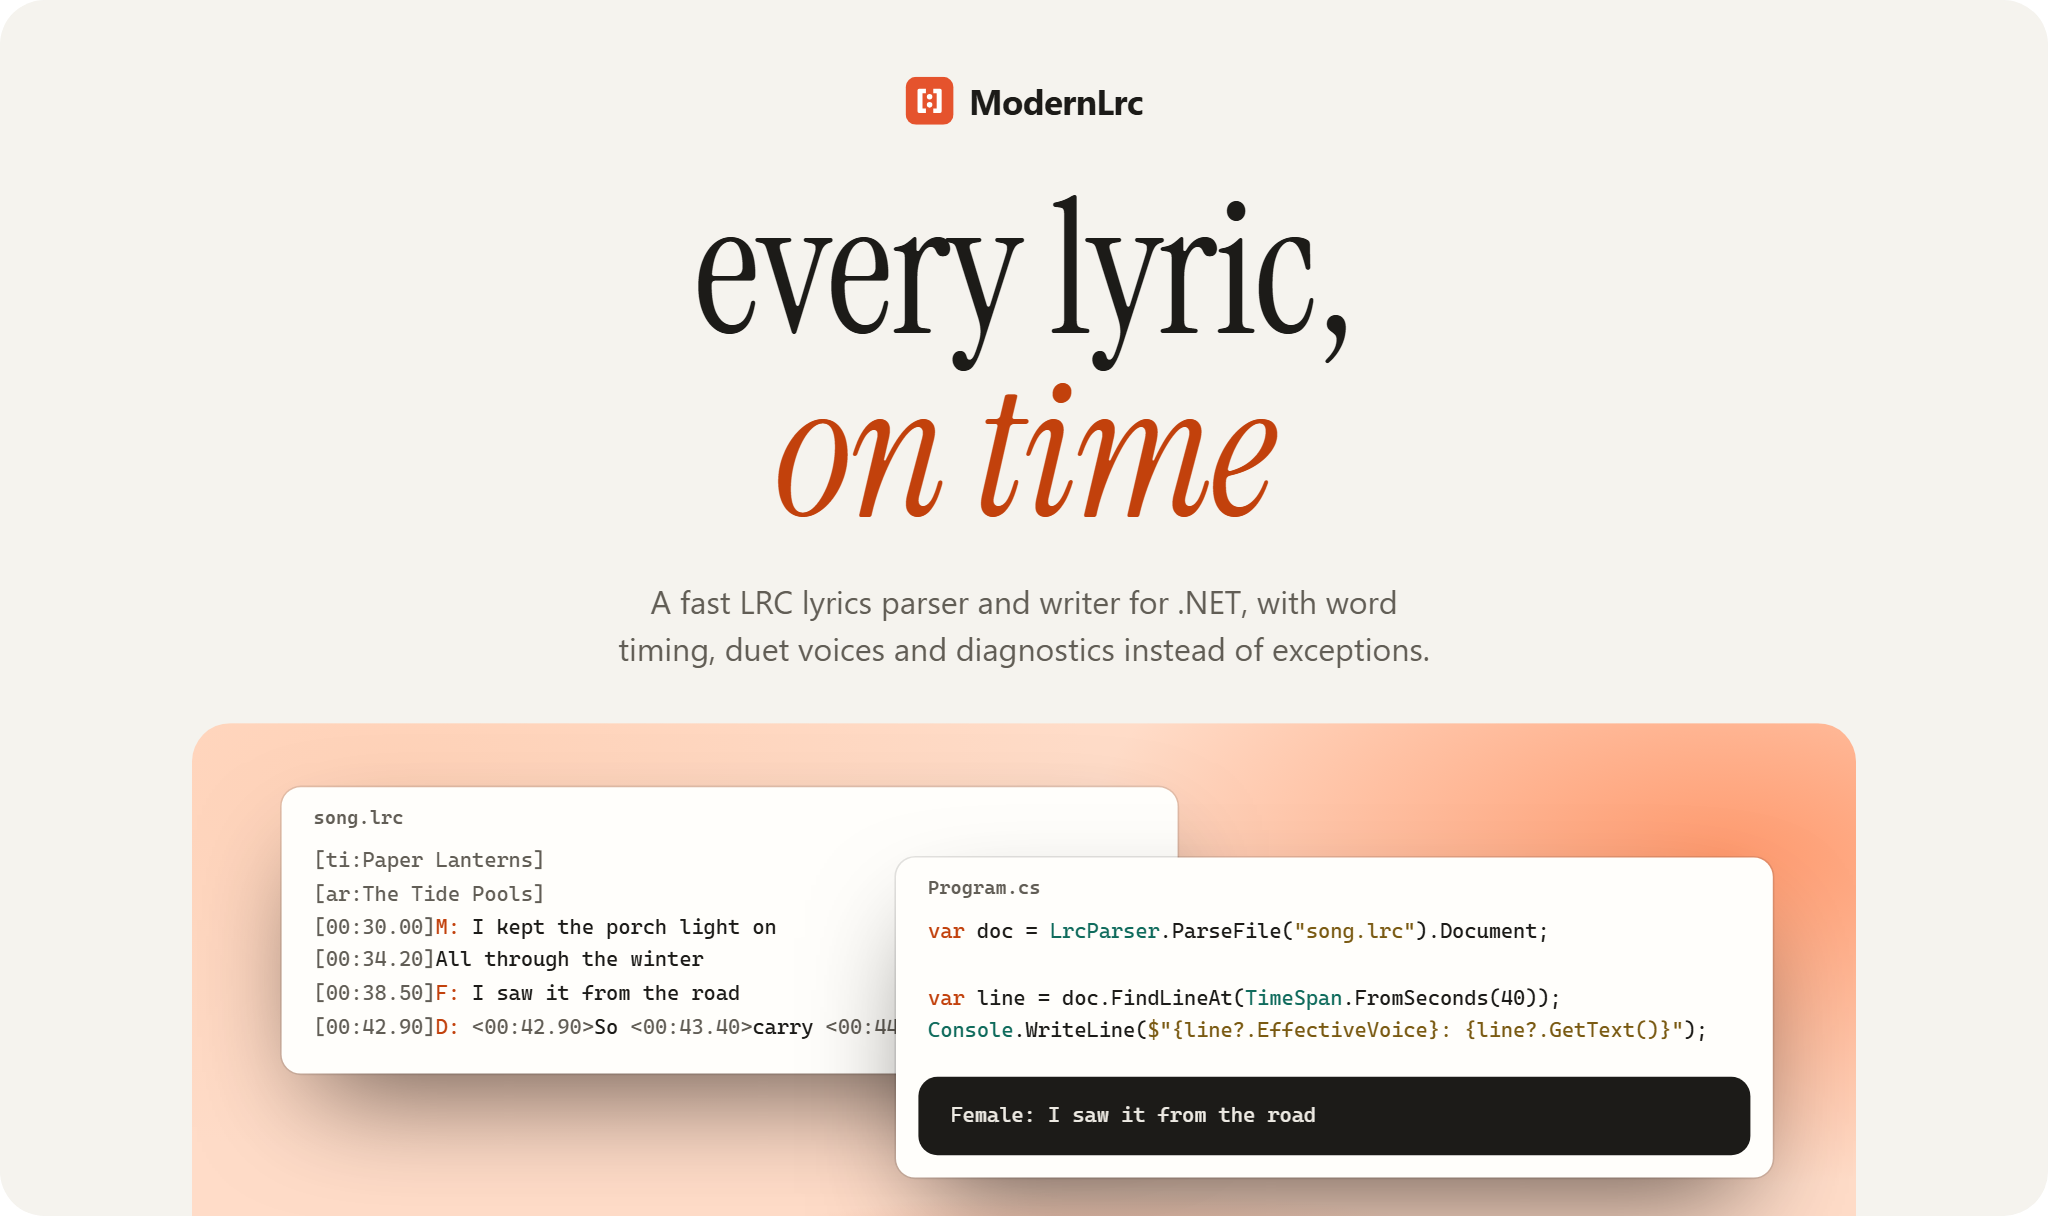 ModernLrc
every lyric,
on time
A fast LRC lyrics parser and writer for .NET, with word
timing, duet voices and diagnostics instead of exceptions.
song.lrc
[ti:Paper Lanterns]
[ar:The Tide Pools]
[00:30.00]M: I kept the porch light on
[00:34.20]All through the winter
[00:38.50]F: I saw it from the road
[00:42.90]D: <00:42.90>So <00:43.40>carry <00:44
Program.cs
var doc = LrcParser.ParseFile("song.lrc").Document;
var line = doc.FindLineAt(TimeSpan.FromSeconds(40));
Console.WriteLine($"{line?.EffectiveVoice}: {line?.GetText()}");
Female: I saw it from the road